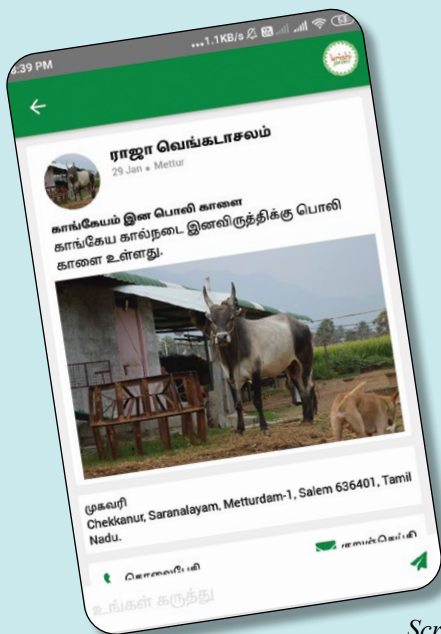 :39 PM
...1.1KB/s
ராஜா வெங்கடாசலம்
29 Jan • Mettur
காங்கேயம் இன பொலி காளை
காங்கேய கால்நடை இனவிருத்திக்கு பொலி
காளை உள்ளது.
முகவரி
Chekkanur, Saranalayam, Metturdam-1, Salem 636401, Tamil
Nadu.
தொலைபேசி
குறுஞ்செய்தி
உங்கள் கருத்து
Scr